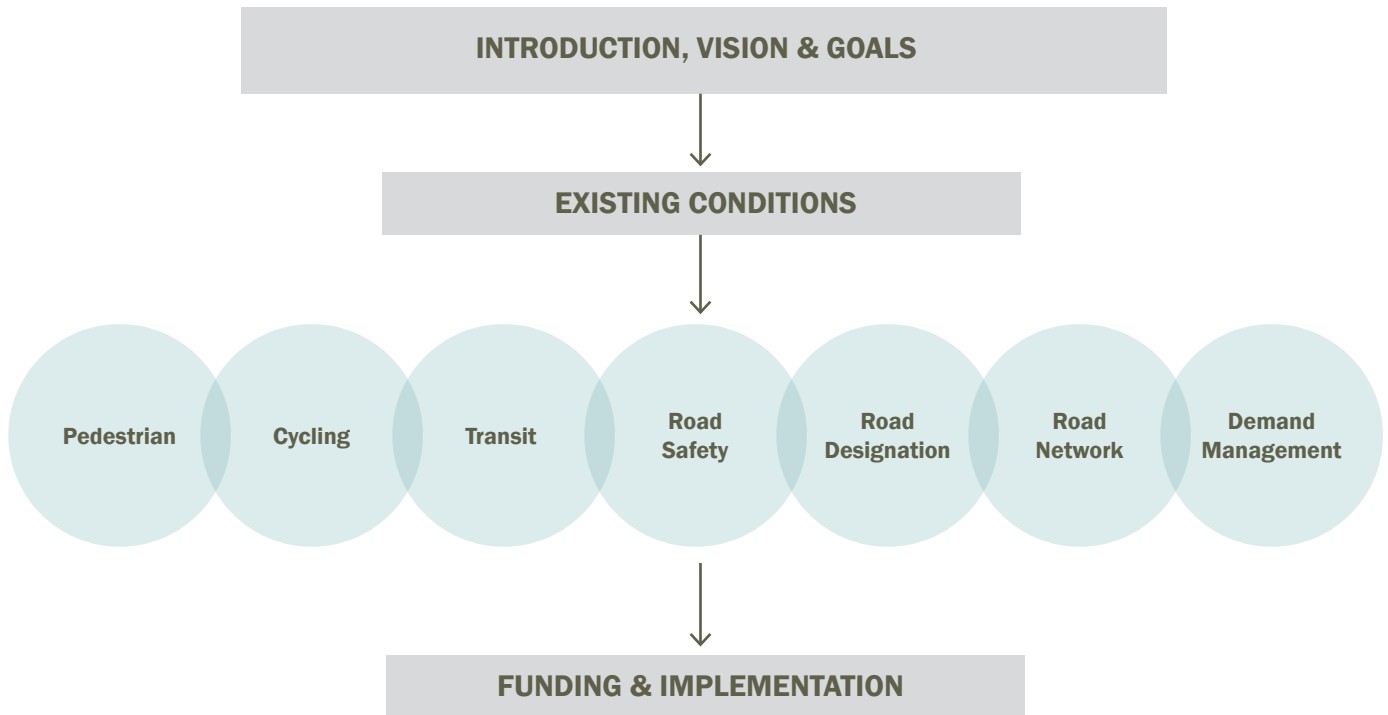 INTRODUCTION, VISION & GOALS
EXISTING CONDITIONS
Pedestrian
Cycling
Transit
Road
Safety
Road
Designation
Road
Network
Demand
Management
FUNDING & IMPLEMENTATION